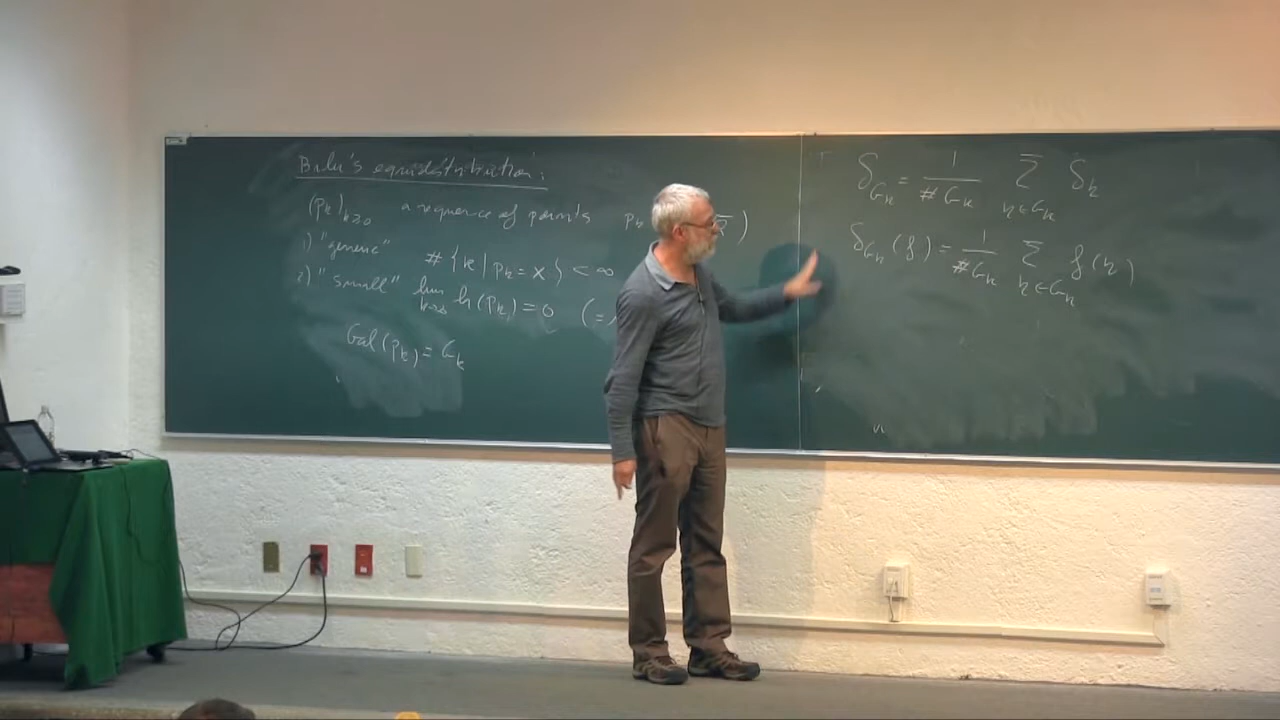 Bilu's equidistribution:
(p_k)_{k≥0} a sequence of points p_k
1) "generic" #{k | p_k = x} < ∞
2) "small" lim_{k→∞} h(p_k) = 0 (=
Gal(p_k) = G_k
δ_{G_k} = 1/#G_k Σ_{η∈G_k} δ_η
δ_{G_k}(f) = 1/#G_k Σ_{η∈G_k} f(η)